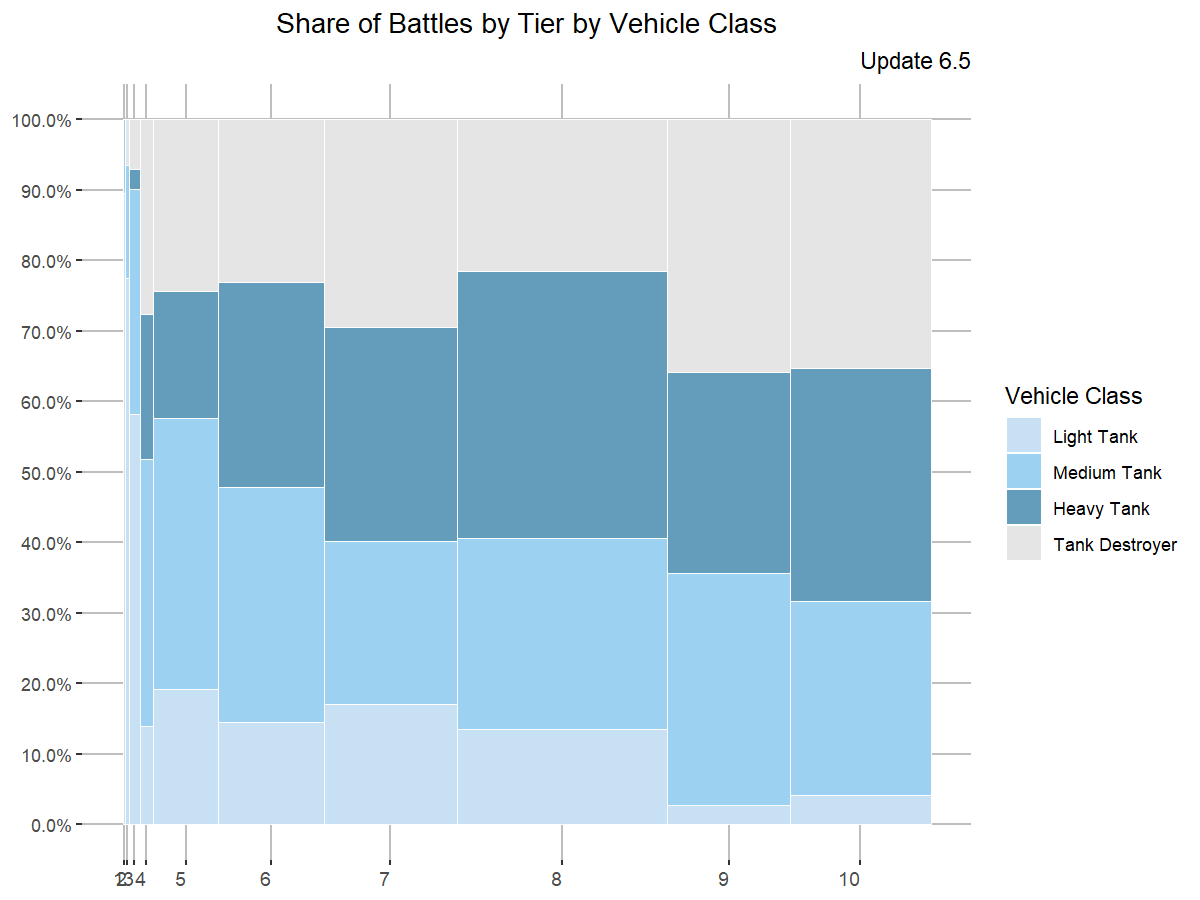 Share of Battles by Tier by Vehicle Class
Update 6.5
100.0%
90.0%
80.0%
70.0%
60.0%
50.0%
40.0%
30.0%
20.0%
10.0%
0.0%
1 2 3 4 5 6 7 8 9 10
Vehicle Class
Light Tank
Medium Tank
Heavy Tank
Tank Destroyer